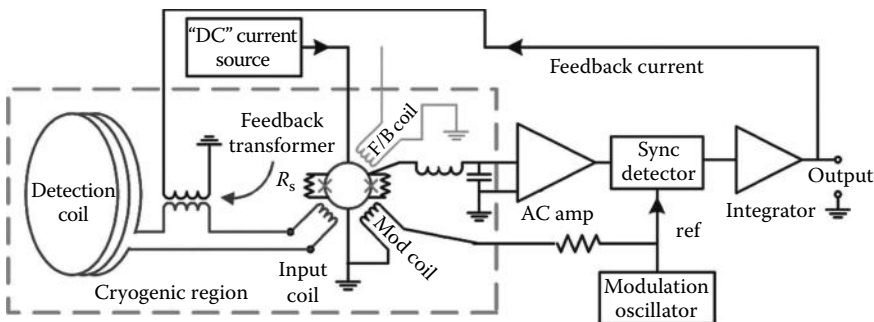 “DC” current
source
Feedback current
F/B coil
Feedback
transformer
Rs
Detection
coil
Sync
detector
Output
AC amp
Integrator
ref
Mod coil
Input
coil
Cryogenic region
Modulation
oscillator